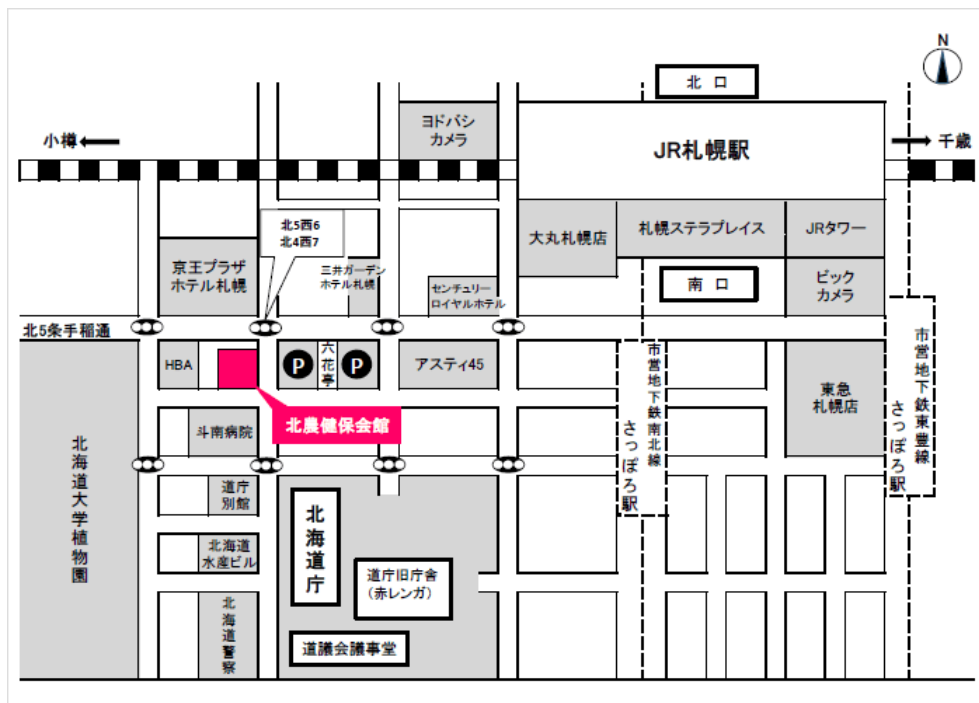 N
北 口
ヨドバシ
カメラ
小樽
JR札幌駅
千歳
北5西6
北4西7
大丸札幌店
札幌ステラプレイス
JRタワー
京王プラザ
ホテル札幌
三井ガーデン
ホテル札幌
センチュリー
ロイヤルホテル
南 口
ビック
カメラ
北5条手稲通
HBA
P
六花亭
P
アスティ45
市営地下鉄南北線
さっぽろ駅
東急
札幌店
市営地下鉄東豊線
さっぽろ駅
北農健保会館
斗南病院
北海道大学植物園
道庁
別館
北海道庁
北海道
水産ビル
道庁旧庁舎
(赤レンガ)
北海道警察
道議会議事堂